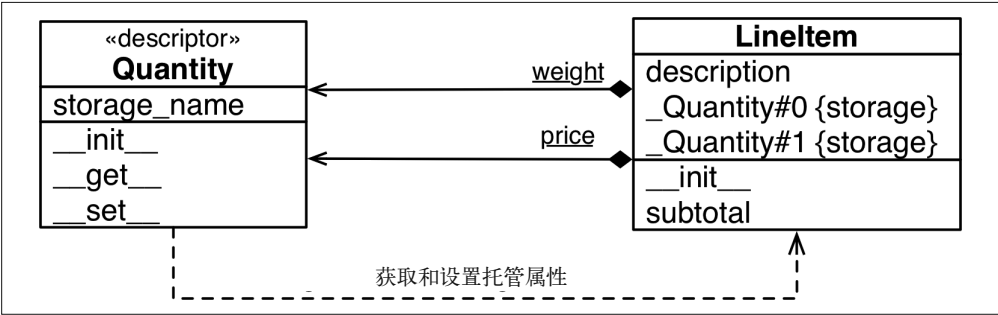 «descriptor»
Quantity
storage_name
__init__
__get__
__set__
weight
price
LineItem
description
_Quantity#0 {storage}
_Quantity#1 {storage}
__init__
subtotal
获取和设置托管属性